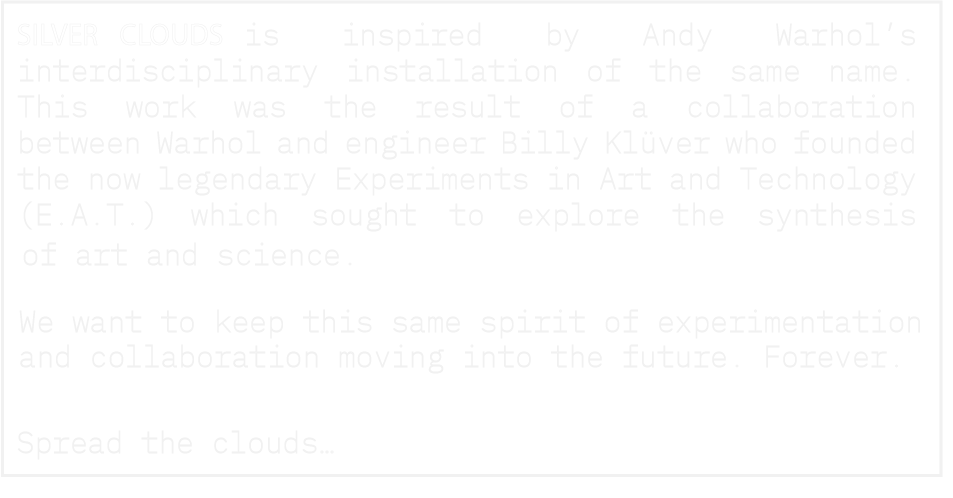 SILVER CLOUDS is inspired by Andy Warhol's
interdisciplinary installation of the same name.
This work was the result of a collaboration
between Warhol and engineer Billy Klüver who founded
the now legendary Experiments in Art and Technology
(E.A.T.) which sought to explore the synthesis
of art and science.
We want to keep this same spirit of experimentation
and collaboration moving into the future. Forever.
Spread the clouds…